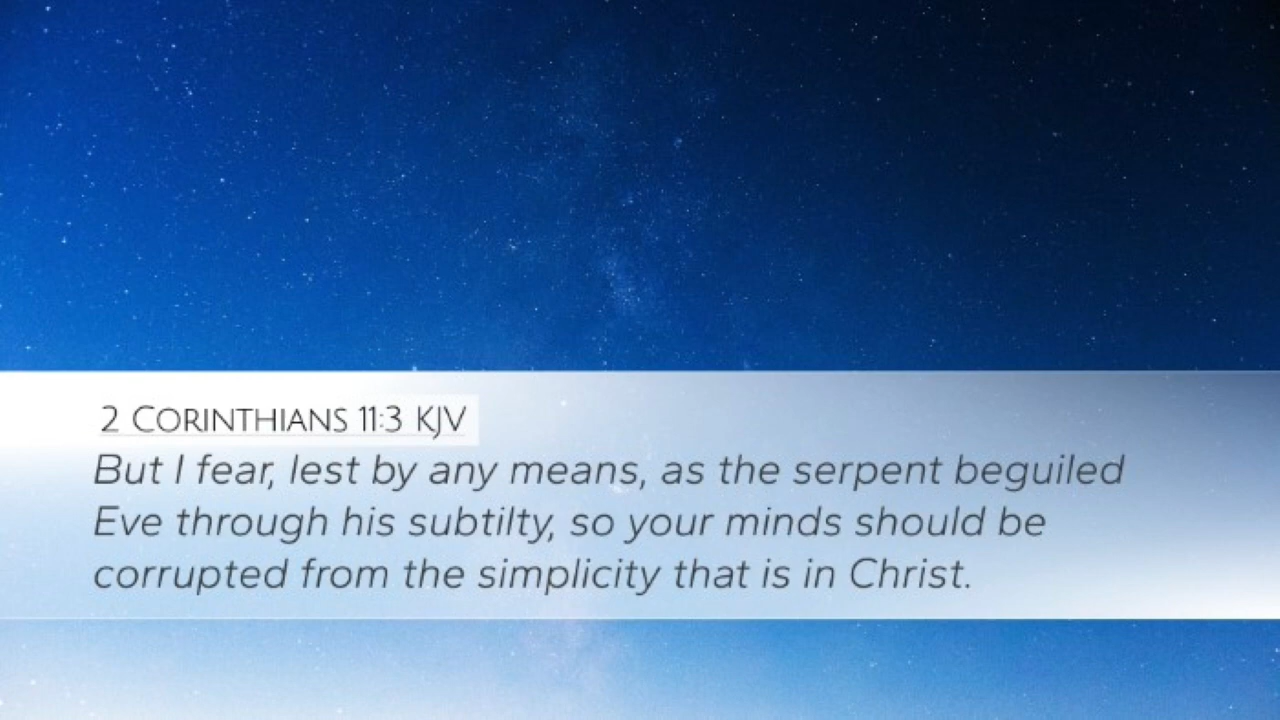 2 Corinthians 11:3 KJV
But I fear, lest by any means, as the serpent beguiled
Eve through his subtilty, so your minds should be
corrupted from the simplicity that is in Christ.